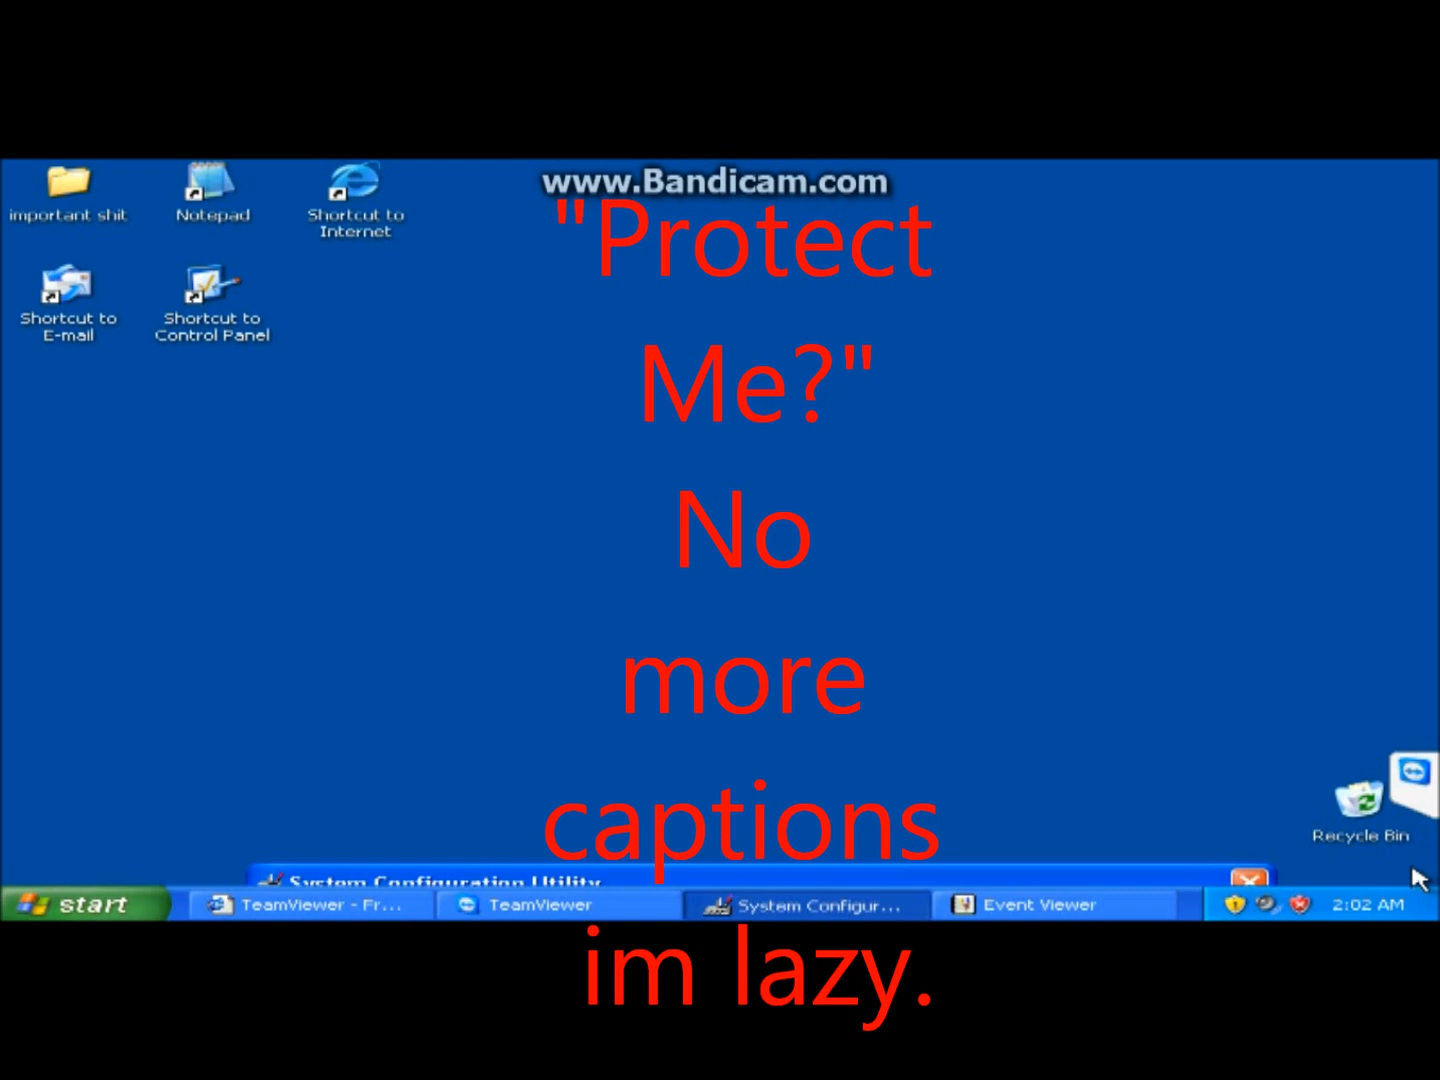 www.Bandicam.com
important shit
Notepad
Shortcut to
Internet
Shortcut to
E-mail
Shortcut to
Control Panel
"Protect
Me?"
No
more
captions
im lazy.
Recycle Bin
System Configuration Utility
start
TeamViewer - Fr...
TeamViewer
System Configur...
Event Viewer
2:02 AM